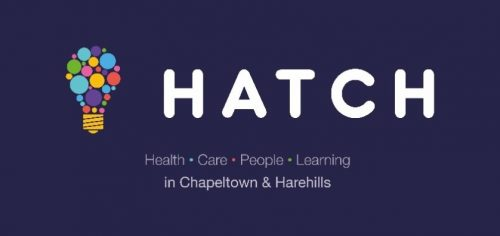 HATCH
Health • Care • People • Learning
in Chapeltown & Harehills